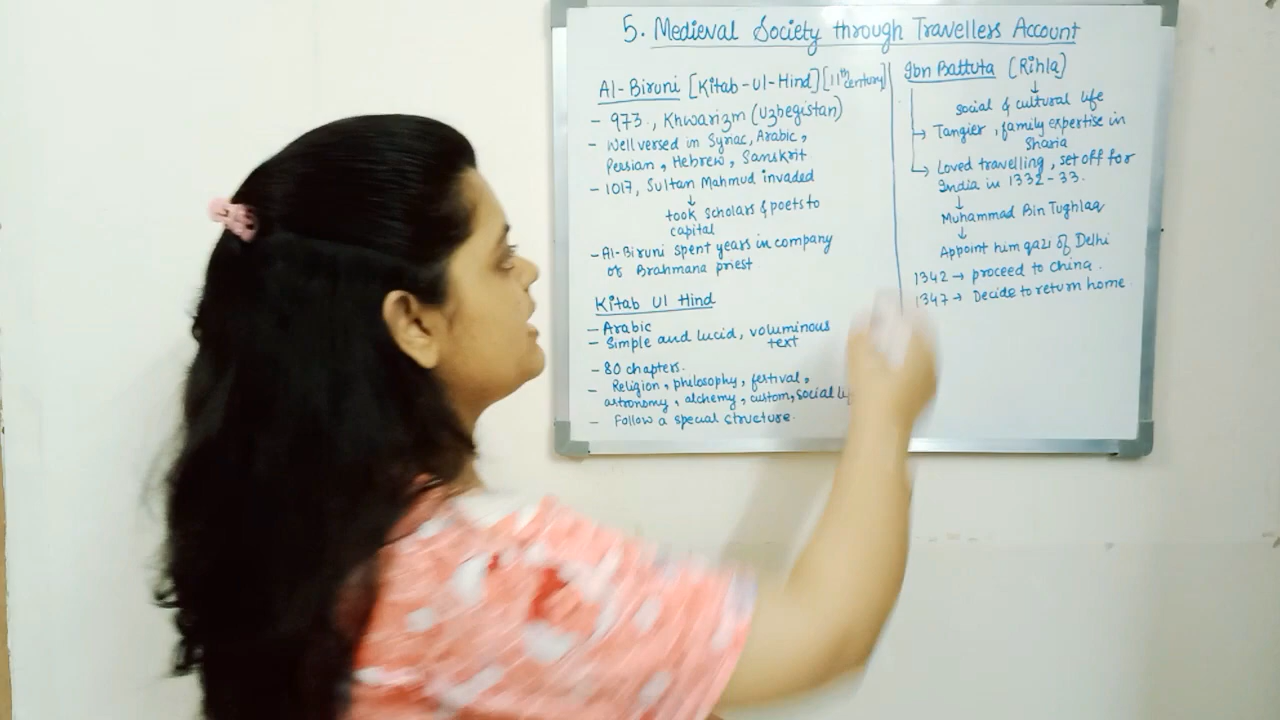 5. Medieval Society through Travellers Account
Al-Biruni [Kitab-Ul-Hind] [11th century]
- 973., Khwarizm (Uzbegistan)
- Well versed in Syriac, Arabic,
Persian, Hebrew, Sanskrit
- 1017, Sultan Mahmud invaded
↓
took scholars & poets to
capital
- Al-Biruni spent years in company
of Brahmana priest
Kitab Ul Hind
- Arabic
- Simple and lucid, voluminous
text
- 80 chapters.
- Religion, philosophy, festival,
astronomy, alchemy, custom, social
- Follow a special structure.
Ibn Battuta [Rihla]
↓
social & cultural life
→ Tangier, family expertise in
Sharia
→ Loved travelling, set off for
India in 1332-33.
↓
Muhammad Bin Tughlaq
↓
Appoint him qazi of Delhi
1342 → proceed to China.
1347 → Decide to return home.